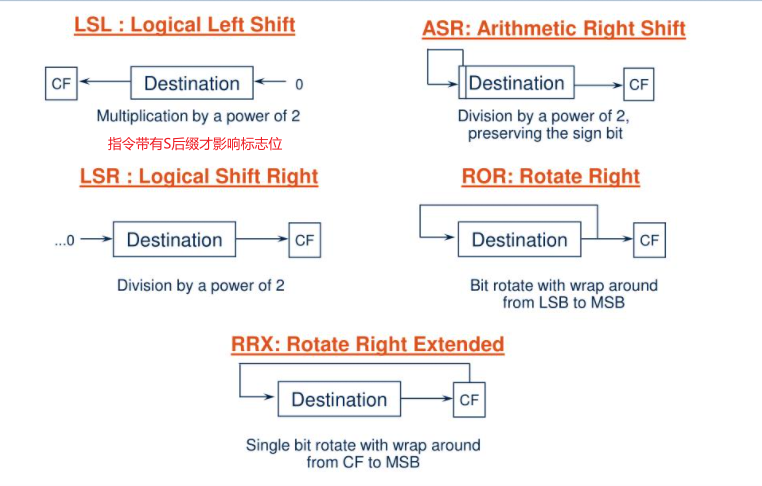 LSL : Logical Left Shift
CF
Destination
0
Multiplication by a power of 2
指令带有S后缀才影响标志位
ASR: Arithmetic Right Shift
Destination
CF
Division by a power of 2,
preserving the sign bit
LSR : Logical Shift Right
...0
Destination
CF
Division by a power of 2
ROR: Rotate Right
Destination
CF
Bit rotate with wrap around
from LSB to MSB
RRX: Rotate Right Extended
Destination
CF
Single bit rotate with wrap around
from CF to MSB